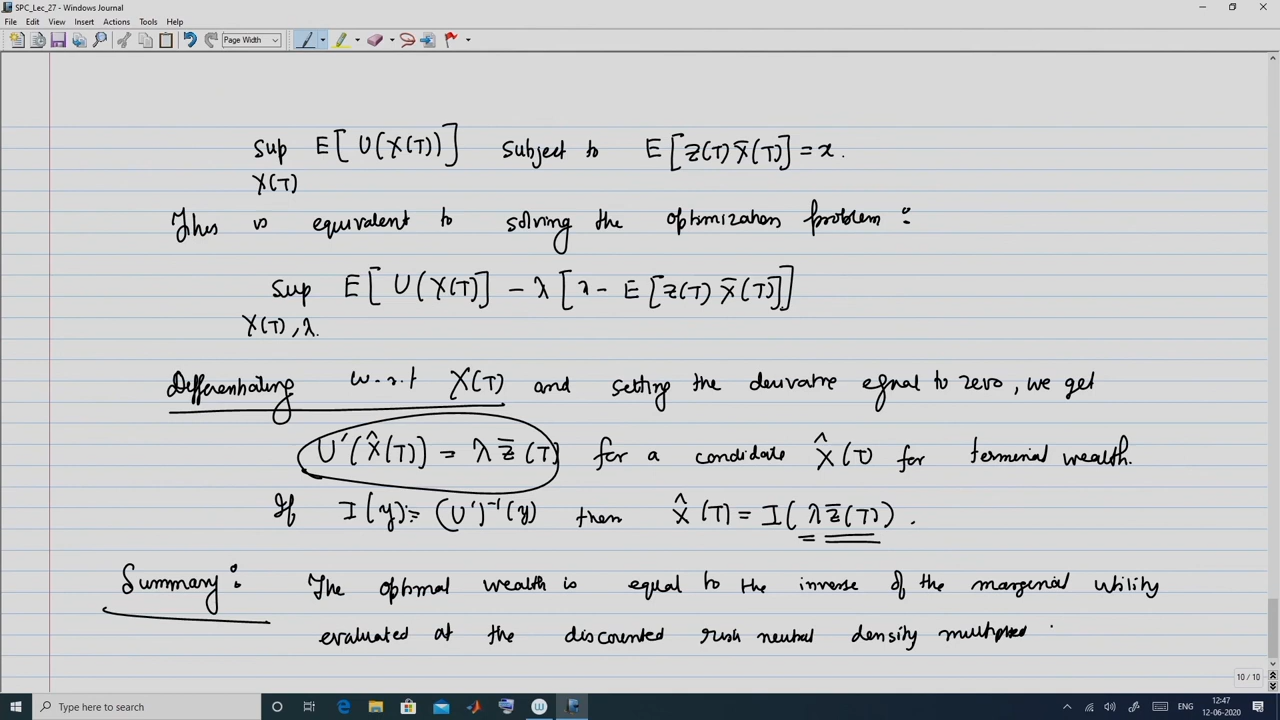 SPC_Lec_27 - Windows Journal
File Edit View Insert Actions Tools Help
Page Width
Sup E[U(X(T))] Subject to E[Z(T) X̄(T)] = x.
X(T)
This is equivalent to solving the optimization problem :
Sup E[U(X(T)] - λ[x - E[Z(T) X̄(T)]]
X(T), λ.
Differentiating w.r.t X(T) and setting the derivative equal to zero, we get
U'(X̂(T)) = λ Z̄(T) for a candidate X̂(T) for terminal wealth.
If I(y) := (U')⁻¹(y) then X̂(T) = I(λ Z̄(T)).
Summary : The optimal wealth is equal to the inverse of the marginal utility
evaluated at the discounted risk neutral density multiplied
10 / 10
Type here to search
ENG
12:47
12-06-2020